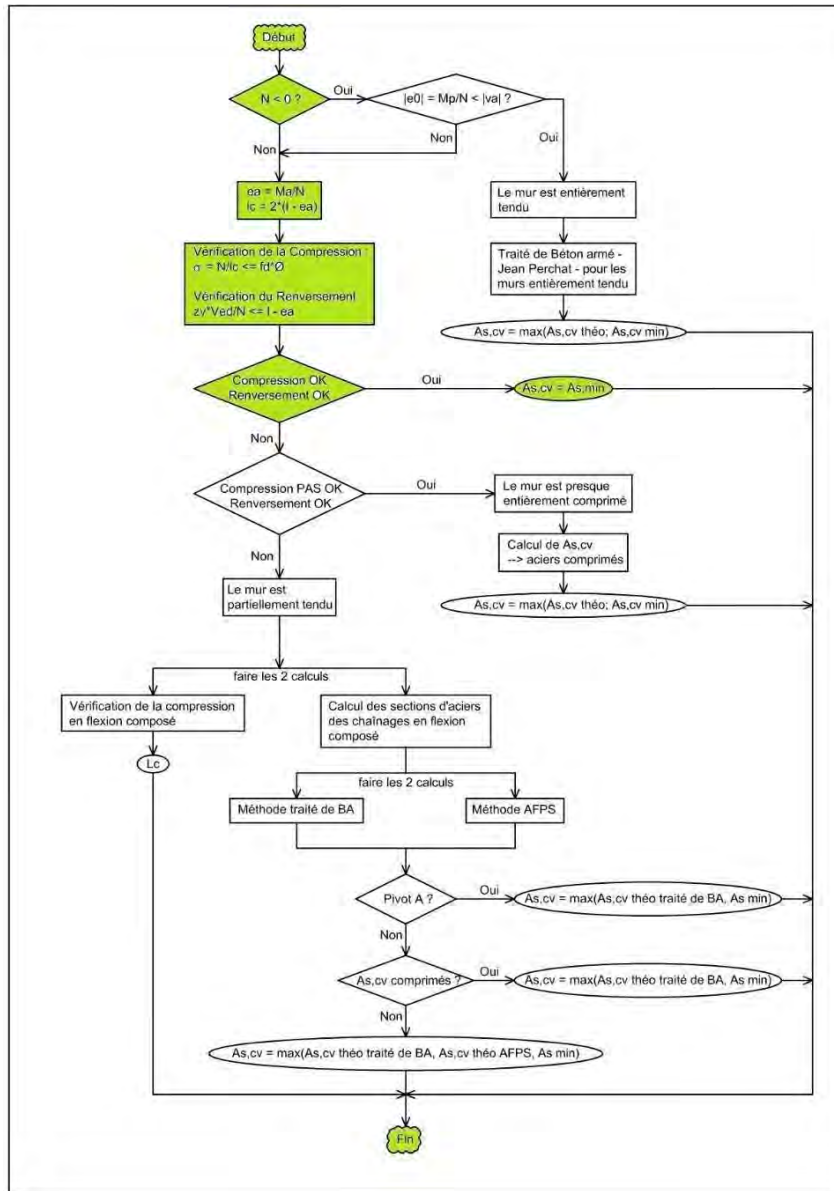 Début
N < 0 ?
Oui
|e0| = Mp/N < |va| ?
Non
Non
Oui
ea = Ma/N
lc = 2*(l - ea)
Le mur est entièrement
tendu
Vérification de la Compression :
σ = N/lc <= fd*Ø
Vérification du Renversement
zv*Ved/N <= l - ea
Traité de Béton armé -
Jean Perchat - pour les
murs entièrement tendu
As,cv = max(As,cv théo; As,cv min)
Compression OK
Renversement OK
Oui
As,cv = As,min
Non
Compression PAS OK
Renversement OK
Oui
Le mur est presque
entièrement comprimé
Calcul de As,cv
--> aciers comprimés
Non
Le mur est
partiellement tendu
As,cv = max(As,cv théo; As,cv min)
faire les 2 calculs
Vérification de la compression
en flexion composé
Calcul des sections d'aciers
des chaînages en flexion
composé
Lc
faire les 2 calculs
Méthode traité de BA
Méthode AFPS
Pivot A ?
Oui
As,cv = max(As,cv théo traité de BA, As min)
Non
As,cv comprimés ?
Oui
As,cv = max(As,cv théo traité de BA, As min)
Non
As,cv = max(As,cv théo traité de BA, As,cv théo AFPS, As min)
Fin